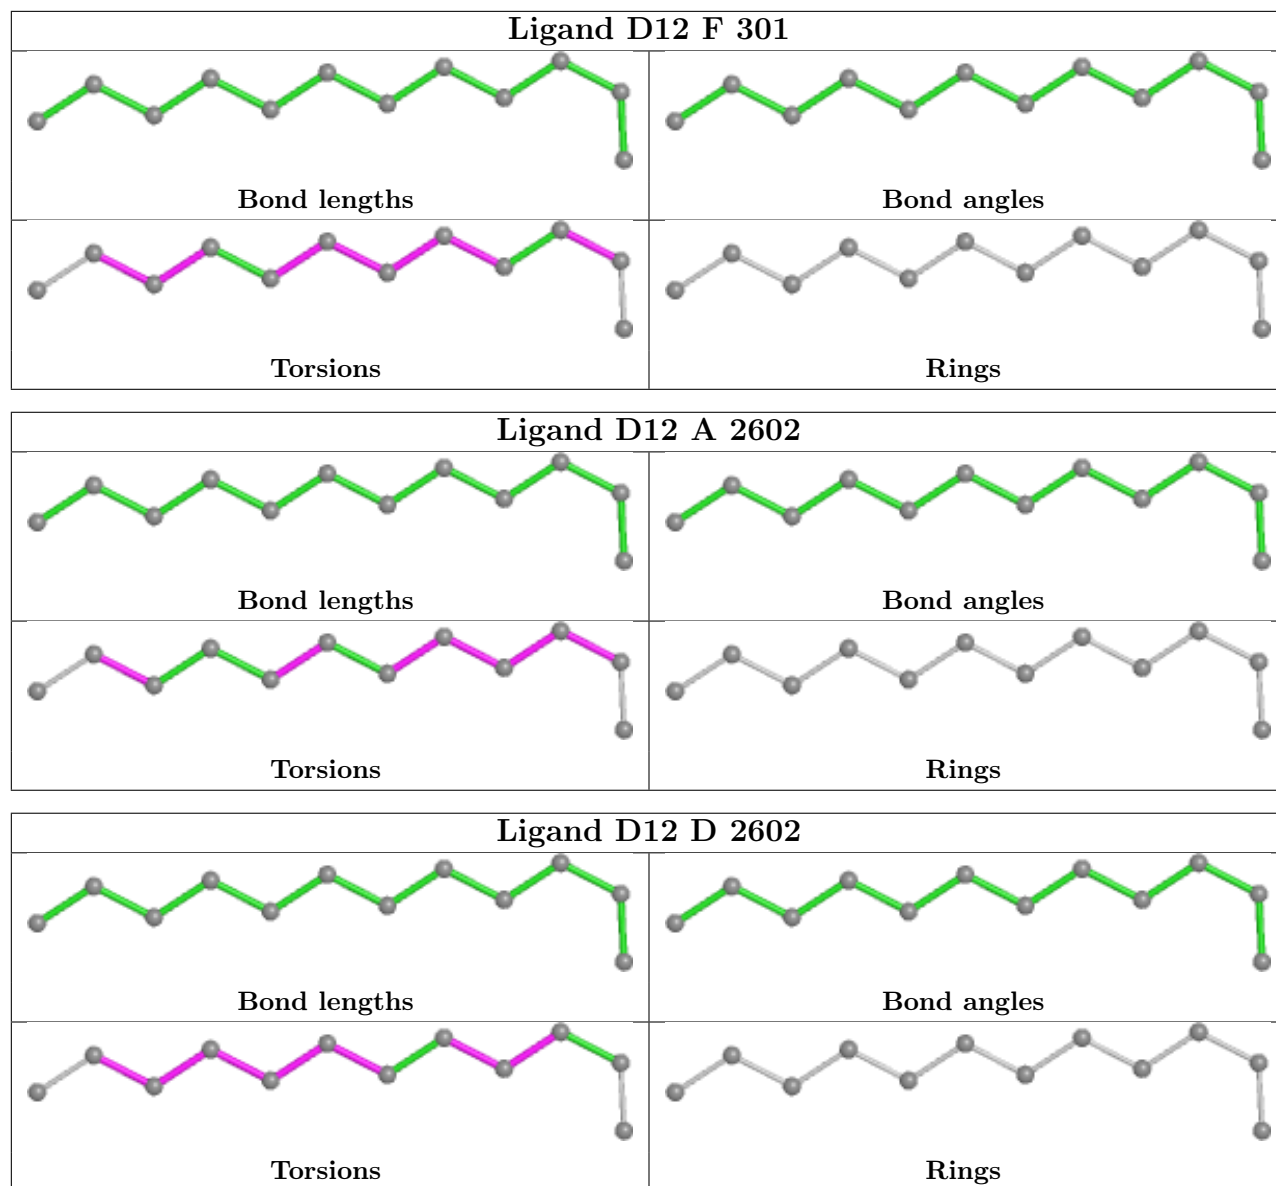 Ligand D12 F 301
Bond lengths
Bond angles
Torsions
Rings
Ligand D12 A 2602
Bond lengths
Bond angles
Torsions
Rings
Ligand D12 D 2602
Bond lengths
Bond angles
Torsions
Rings